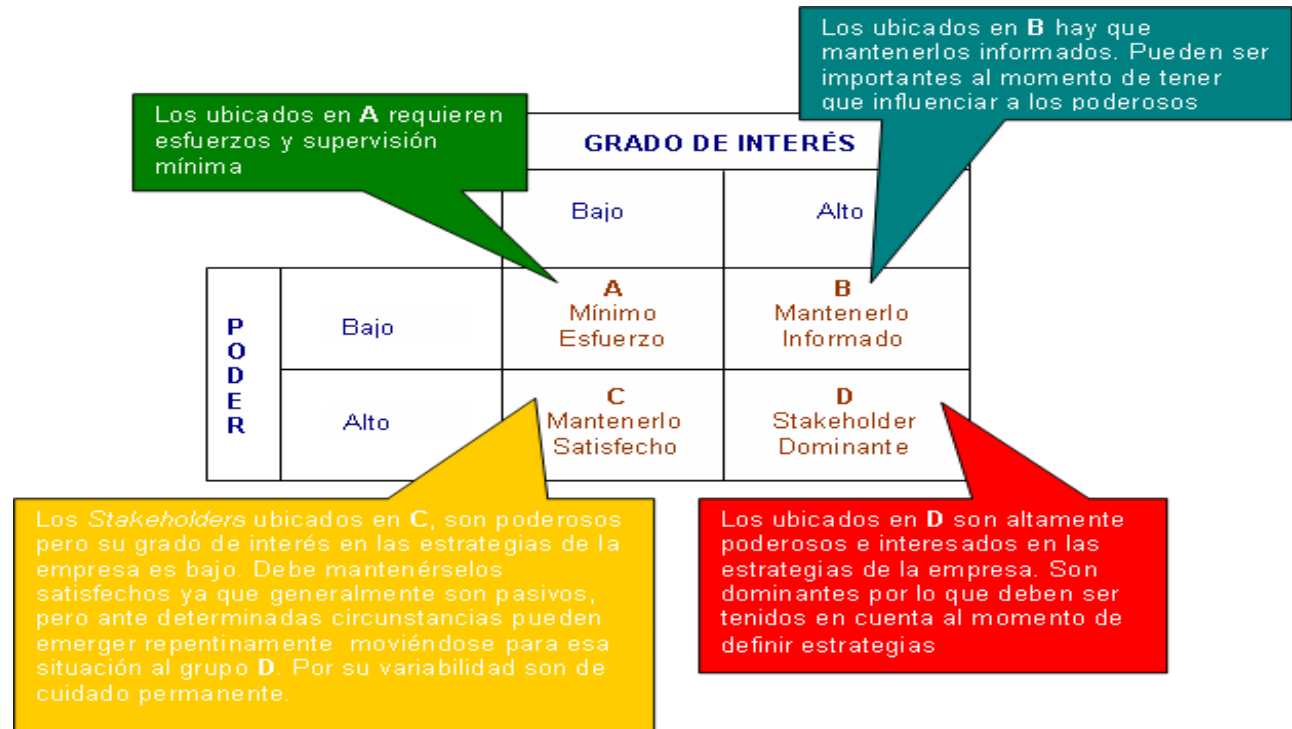 Los ubicados en B hay que
mantenerlos informados. Pueden ser
importantes al momento de tener
que influenciar a los poderosos
Los ubicados en A requieren
esfuerzos y supervisión
mínima
GRADO DE INTERÉS
Bajo
Alto
PODER
Bajo
A
Mínimo
Esfuerzo
B
Mantenerlo
Informado
Alto
C
Mantenerlo
Satisfecho
D
Stakeholder
Dominante
Los Stakeholders ubicados en C, son poderosos
pero su grado de interés en las estrategias de la
empresa es bajo. Debe mantenérselos
satisfechos ya que generalmente son pasivos,
pero ante determinadas circunstancias pueden
emerger repentinamente moviéndose para esa
situación al grupo D. Por su variabilidad son de
cuidado permanente.
Los ubicados en D son altamente
poderosos e interesados en las
estrategias de la empresa. Son
dominantes por lo que deben ser
tenidos en cuenta al momento de
definir estrategias